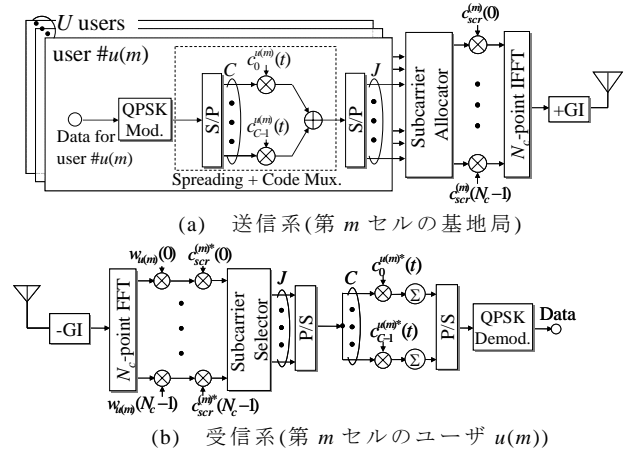 U users
user #u(m)
Data for
user #u(m)
QPSK
Mod.
S/P
C
c_0^{u(m)}(t)
c_{C-1}^{u(m)}(t)
Spreading + Code Mux.
S/P
J
Subcarrier
Allocator
c_{scr}^{(m)}(0)
c_{scr}^{(m)}(N_c-1)
N_c-point IFFT
+GI
(a) 送信系(第 m セルの基地局)
-GI
N_c-point FFT
w_{u(m)}(0)
w_{u(m)}(N_c-1)
c_{scr}^{(m)*}(0)
c_{scr}^{(m)*}(N_c-1)
Subcarrier
Selector
J
P/S
C
c_0^{u(m)*}(t)
c_{C-1}^{u(m)*}(t)
Σ
Σ
P/S
QPSK
Demod.
Data
(b) 受信系(第 m セルのユーザ u(m))